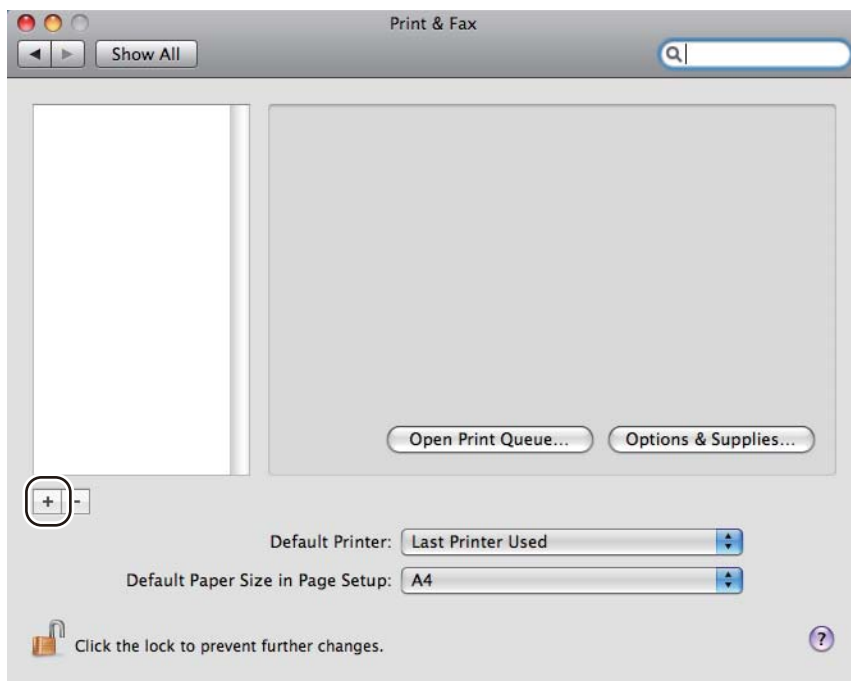 Print & Fax
Show All
Open Print Queue... Options & Supplies...
+ -
Default Printer: Last Printer Used
Default Paper Size in Page Setup: A4
Click the lock to prevent further changes. ?